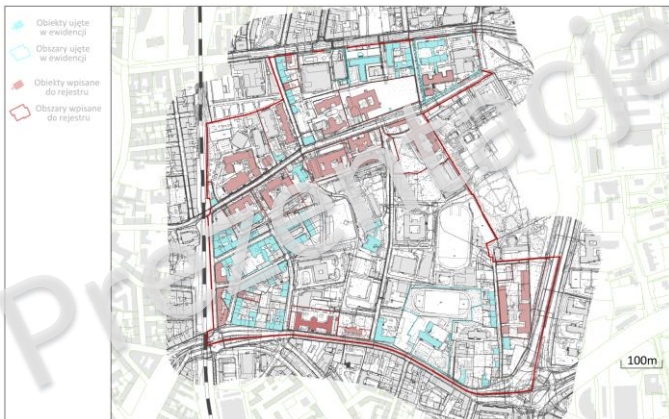 Obiekty ujęte
w ewidencji
Obszary ujęte
w ewidencji
Obiekty wpisane
do rejestru
Obszary wpisane
do rejestru
Prezentacja
100m